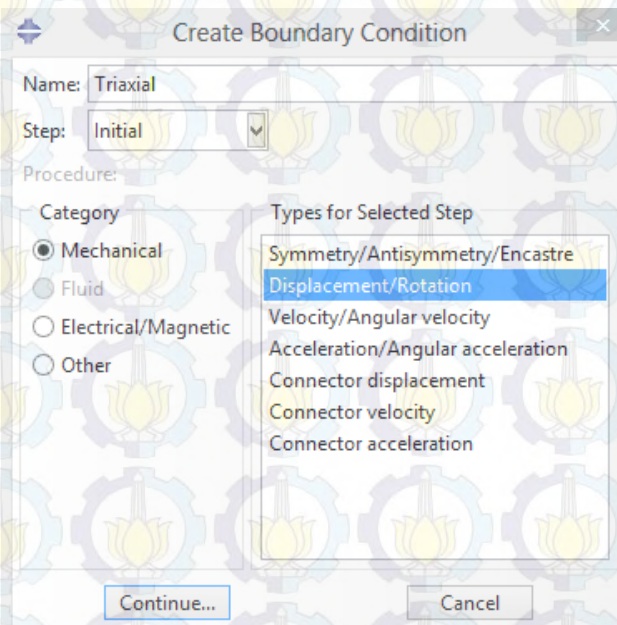 Create Boundary Condition
Name: Triaxial
Step: Initial
Procedure:
Category
Mechanical
Fluid
Electrical/Magnetic
Other
Types for Selected Step
Symmetry/Antisymmetry/Encastre
Displacement/Rotation
Velocity/Angular velocity
Acceleration/Angular acceleration
Connector displacement
Connector velocity
Connector acceleration
Continue... Cancel